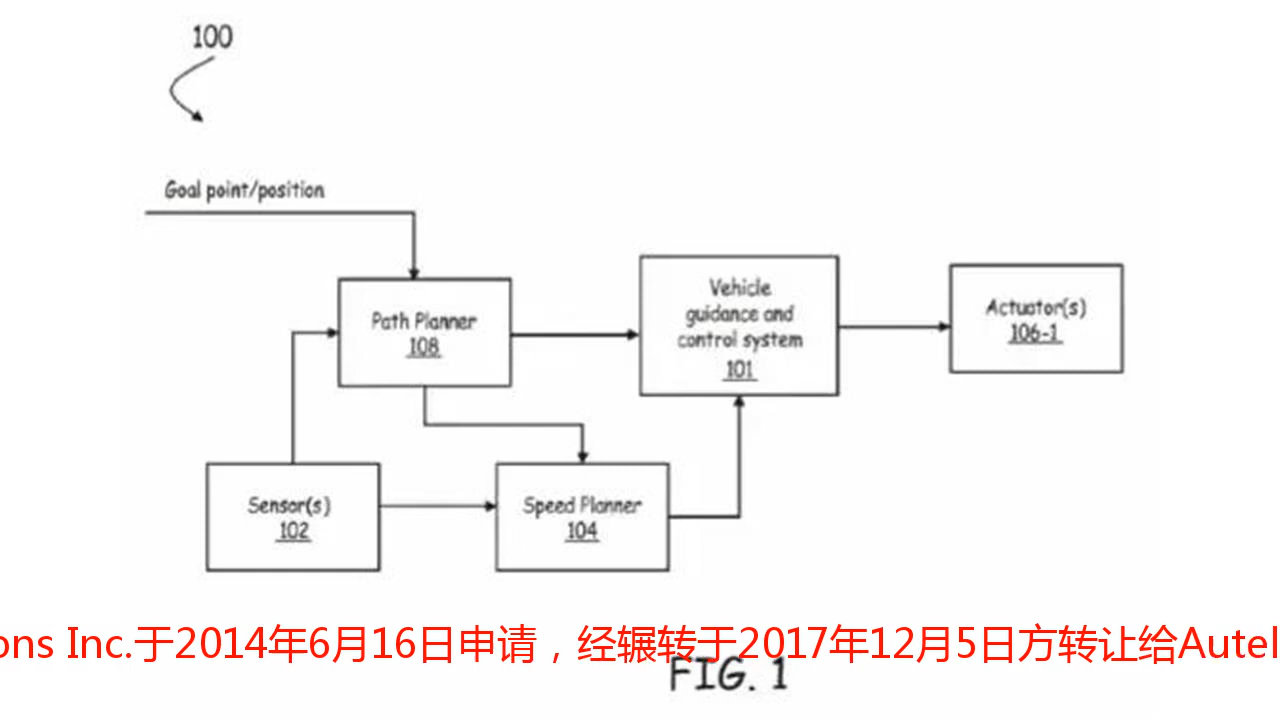 100
Goal point/position
Path Planner
108
Vehicle
guidance and
control system
101
Actuator(s)
106-1
Sensor(s)
102
Speed Planner
104
ons Inc.于2014年6月16日申请，经辗转于2017年12月5日方转让给Autel
FIG. 1